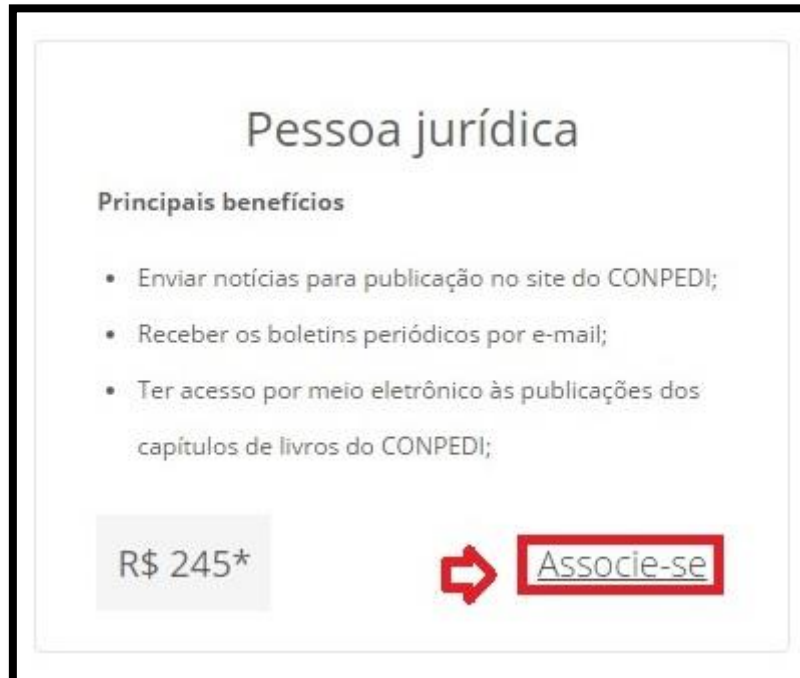 Pessoa jurídica
Principais benefícios
• Enviar notícias para publicação no site do CONPEDI;
• Receber os boletins periódicos por e-mail;
• Ter acesso por meio eletrônico às publicações dos
capítulos de livros do CONPEDI;
R$ 245*
Associe-se